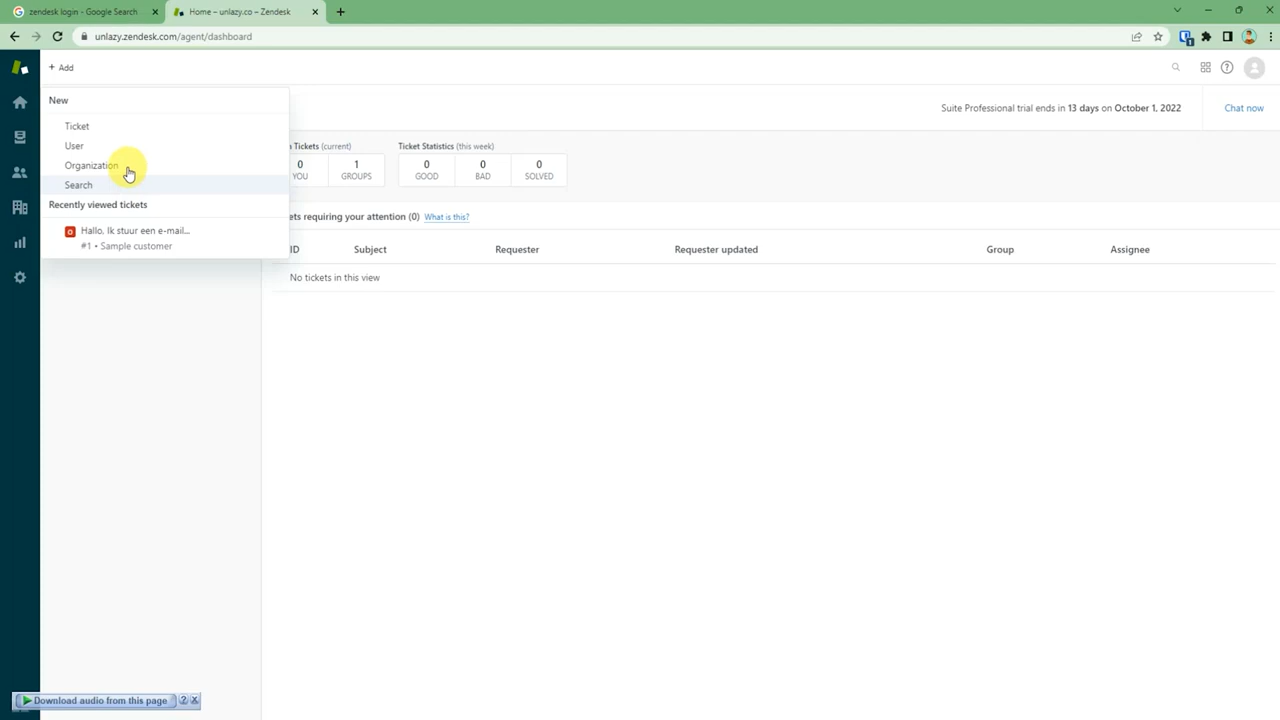 zendesk login - Google Search
Home – unlazy.co – Zendesk
unlazy.zendesk.com/agent/dashboard
+ Add
New
Ticket
User
Organization
Search
Recently viewed tickets
Hallo. Ik stuur een e-mail...
#1 • Sample customer
Suite Professional trial ends in 13 days on October 1, 2022
Chat now
Tickets (current)
0
YOU
1
GROUPS
Ticket Statistics (this week)
0
GOOD
0
BAD
0
SOLVED
ets requiring your attention (0) What is this?
ID Subject Requester Requester updated Group Assignee
No tickets in this view
Download audio from this page ? X